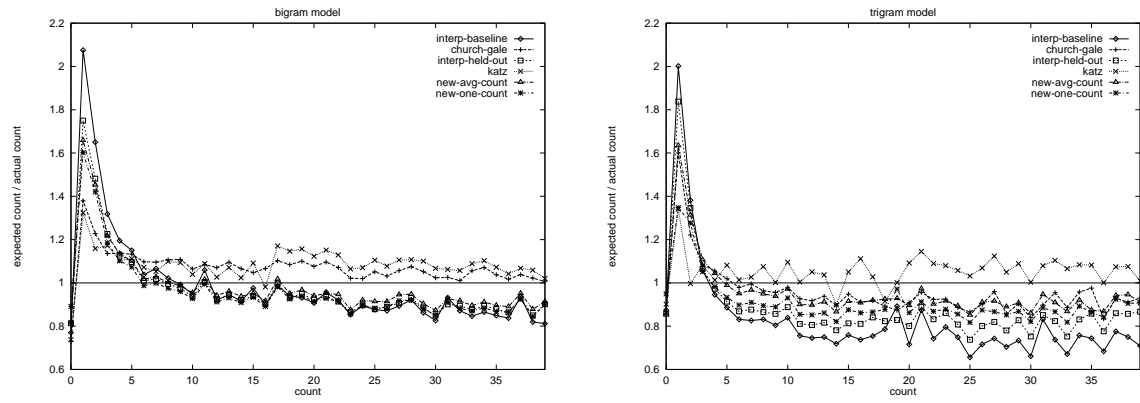 bigram model
expected count / actual count
2.2
2
1.8
1.6
1.4
1.2
1
0.8
0.6
interp-baseline
church-gale
interp-held-out
katz
new-avg-count
new-one-count
0 5 10 15 20 25 30 35
count
trigram model
expected count / actual count
2.2
2
1.8
1.6
1.4
1.2
1
0.8
0.6
interp-baseline
church-gale
interp-held-out
katz
new-avg-count
new-one-count
0 5 10 15 20 25 30 35
count